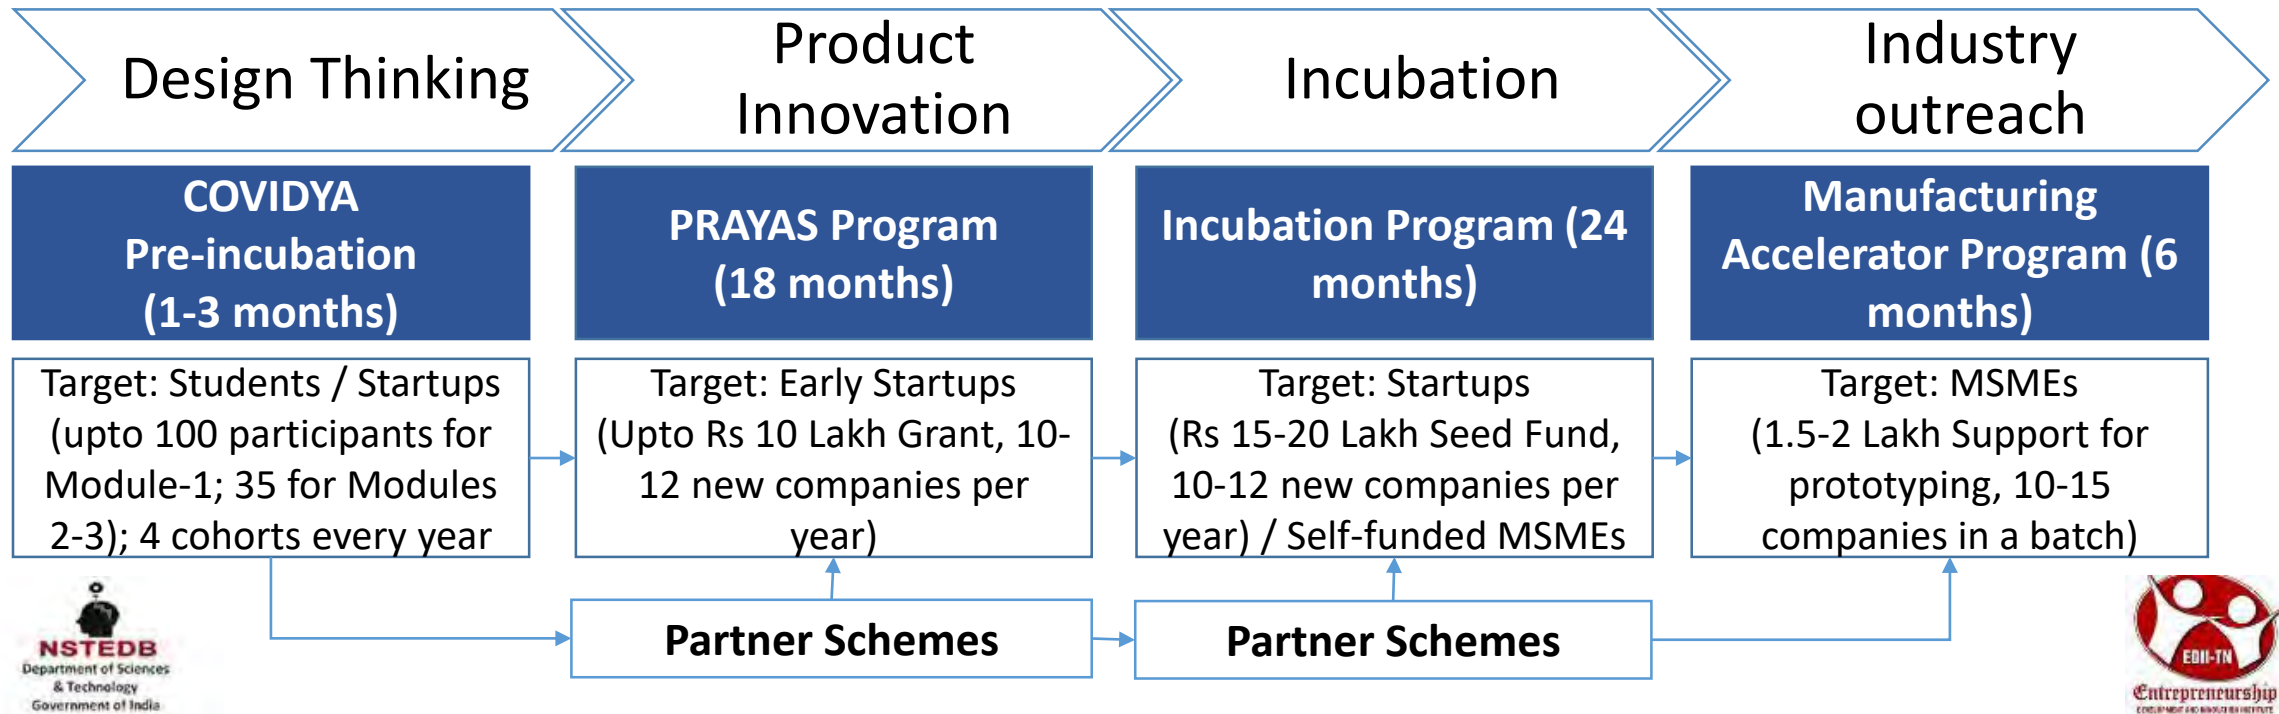 Design Thinking
Product
Innovation
Incubation
Industry
outreach
COVIDYA
Pre-incubation
(1-3 months)
PRAYAS Program
(18 months)
Incubation Program (24
months)
Manufacturing
Accelerator Program (6
months)
Target: Students / Startups
(upto 100 participants for
Module-1; 35 for Modules
2-3); 4 cohorts every year
Target: Early Startups
(Upto Rs 10 Lakh Grant, 10-
12 new companies per
year)
Target: Startups
(Rs 15-20 Lakh Seed Fund,
10-12 new companies per
year) / Self-funded MSMEs
Target: MSMEs
(1.5-2 Lakh Support for
prototyping, 10-15
companies in a batch)
Partner Schemes
Partner Schemes
NSTEDB
Department of Sciences
& Technology
Government of India
EDII-TN
Entrepreneurship
DEVELOPMENT AND INNOVATION INSTITUTE